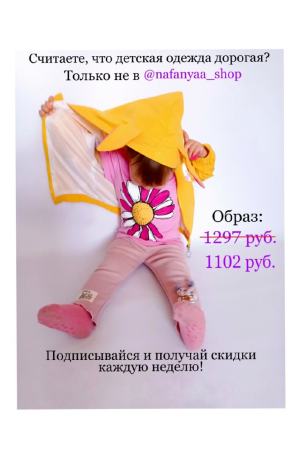 Считаете, что детская одежда дорогая?
Только не в @nafanyaa_shop
Образ:
1297 руб.
1102 руб.
Подписывайся и получай скидки
каждую неделю!